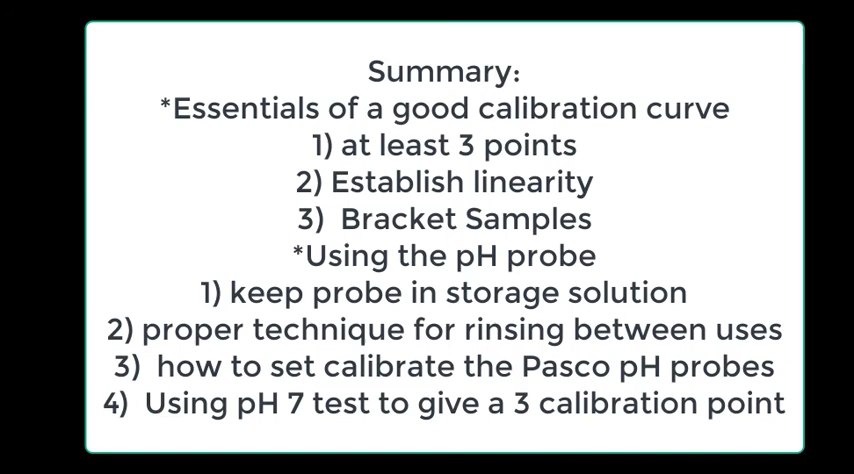 Summary:
*Essentials of a good calibration curve
1) at least 3 points
2) Establish linearity
3) Bracket Samples
*Using the pH probe
1) keep probe in storage solution
2) proper technique for rinsing between uses
3) how to set calibrate the Pasco pH probes
4) Using pH 7 test to give a 3 calibration point